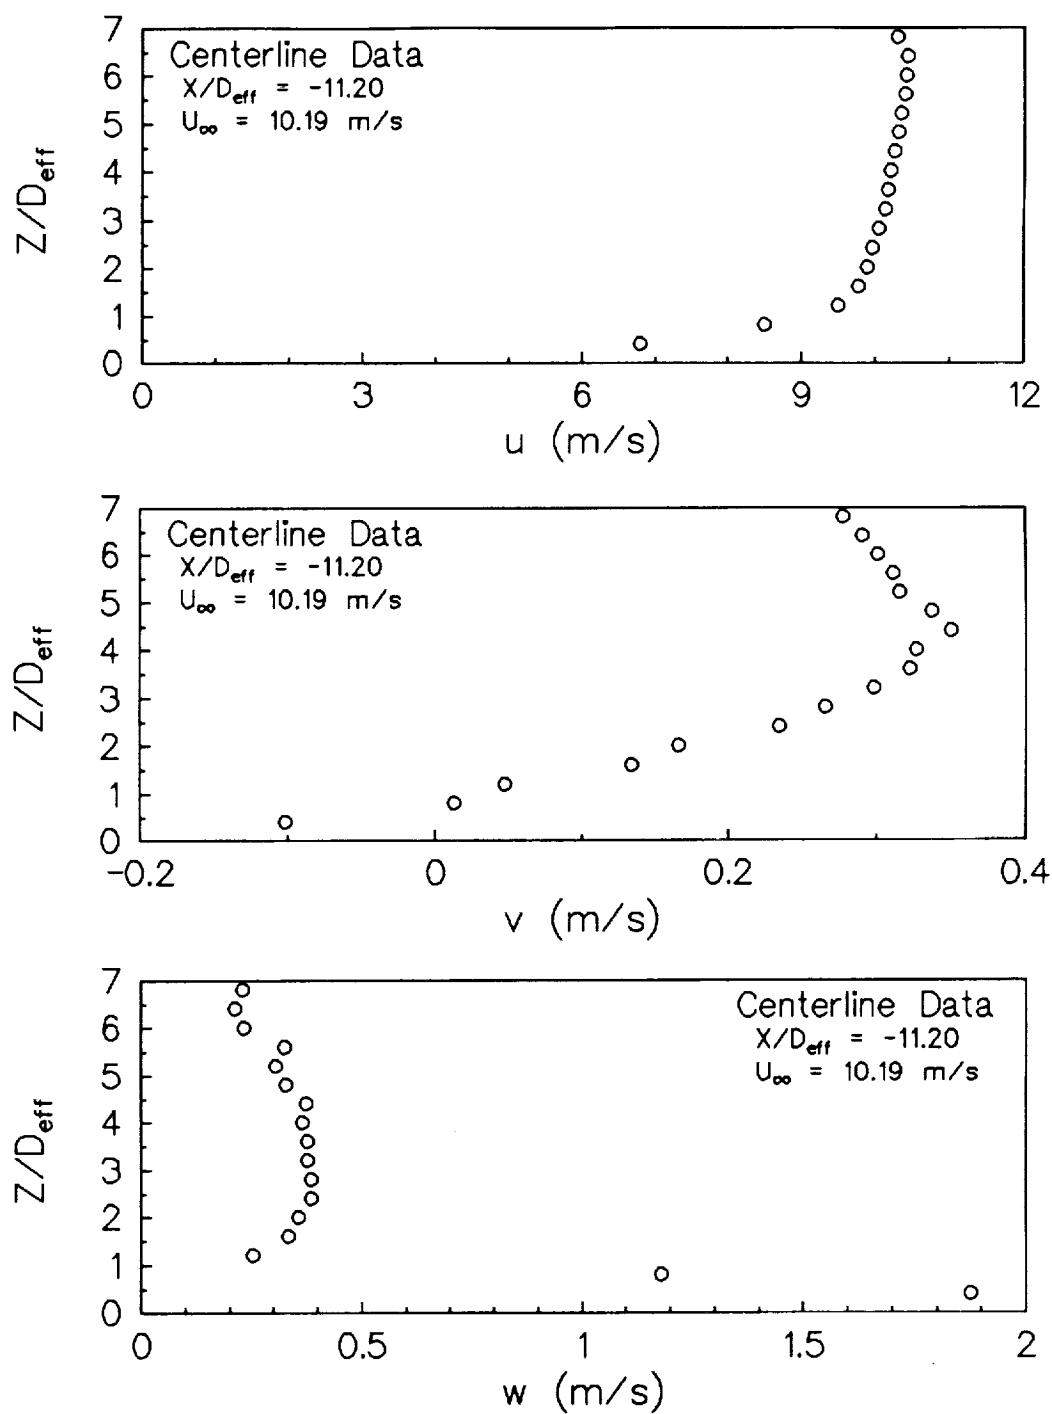 7
6
5
4
3
2
1
0
Z/D_eff
Centerline Data
X/D_eff = -11.20
U_∞ = 10.19 m/s
0 3 6 9 12
u (m/s)
7
6
5
4
3
2
1
0
Z/D_eff
Centerline Data
X/D_eff = -11.20
U_∞ = 10.19 m/s
-0.2 0 0.2 0.4
v (m/s)
7
6
5
4
3
2
1
0
Z/D_eff
Centerline Data
X/D_eff = -11.20
U_∞ = 10.19 m/s
0 0.5 1 1.5 2
w (m/s)